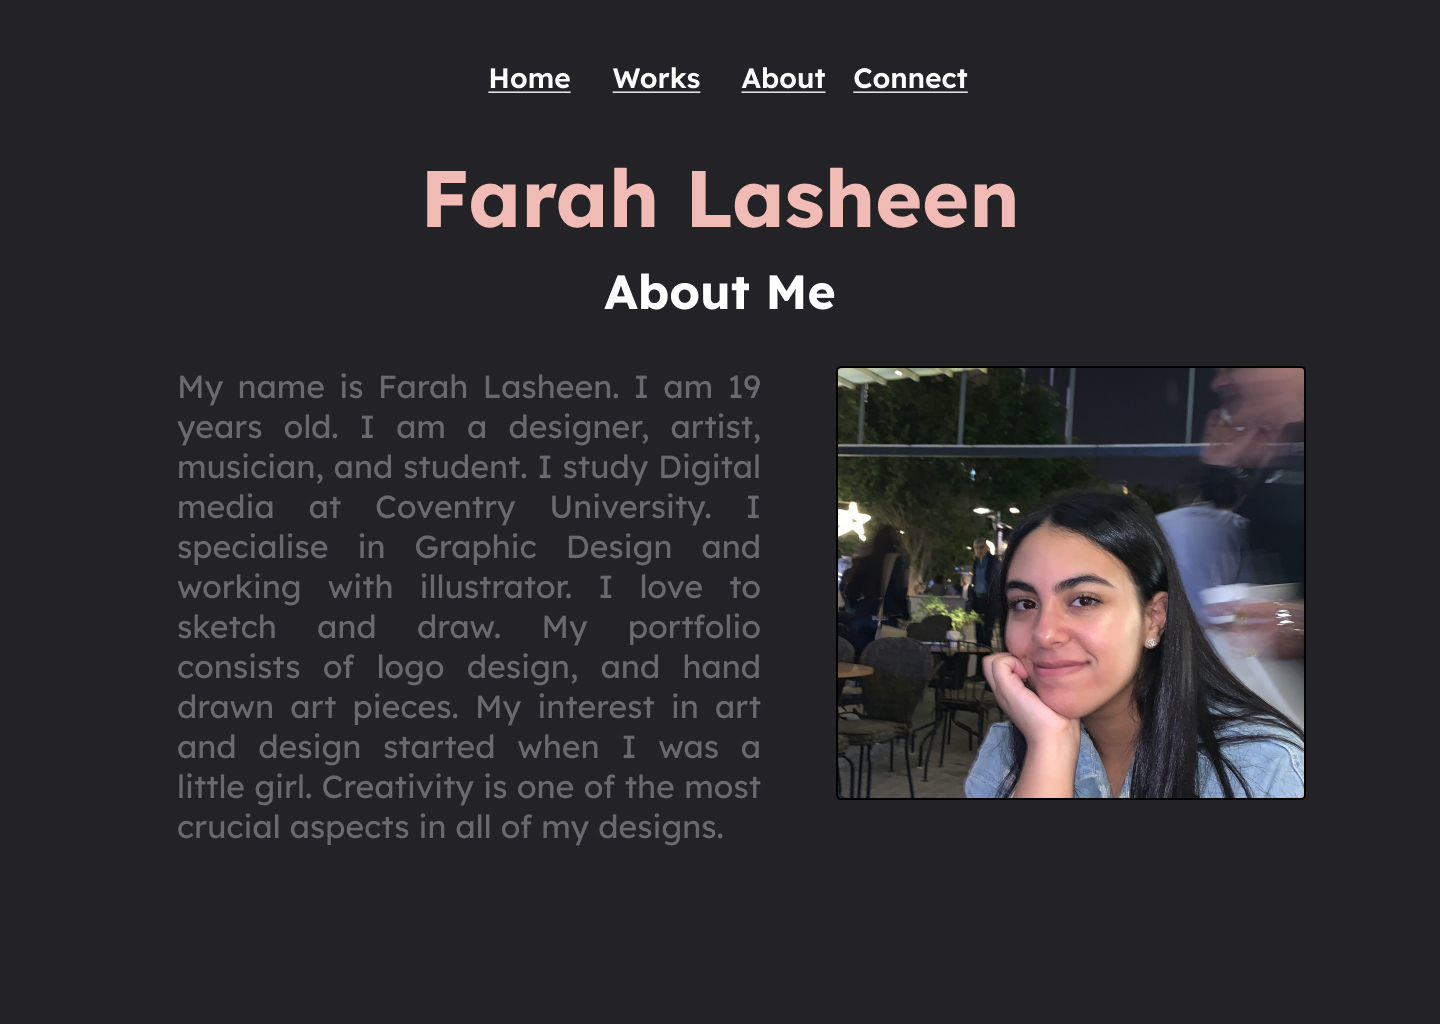 Home Works About Connect
Farah Lasheen
About Me
My name is Farah Lasheen. I am 19
years old. I am a designer, artist,
musician, and student. I study Digital
media at Coventry University. I
specialise in Graphic Design and
working with illustrator. I love to
sketch and draw. My portfolio
consists of logo design, and hand
drawn art pieces. My interest in art
and design started when I was a
little girl. Creativity is one of the most
crucial aspects in all of my designs.